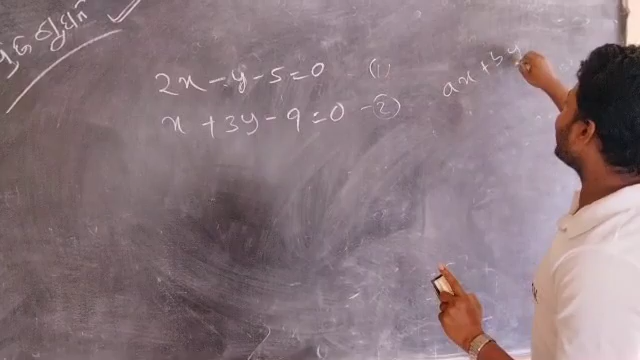 2x - y - 5 = 0 (1)
x + 3y - 9 = 0 - (2)
ax + by